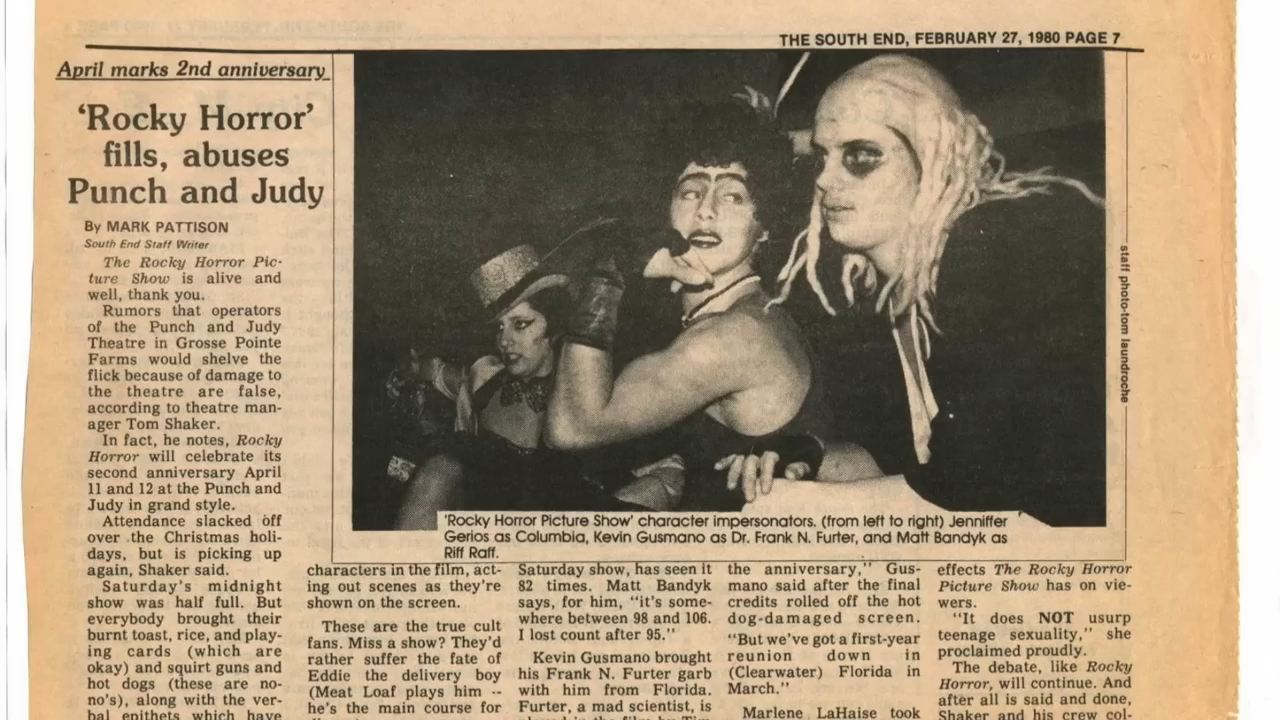 THE SOUTH END, FEBRUARY 27, 1980 PAGE 7
April marks 2nd anniversary
‘Rocky Horror’
fills, abuses
Punch and Judy
By MARK PATTISON
South End Staff Writer
The Rocky Horror Pic-
ture Show is alive and
well, thank you.
Rumors that operators
of the Punch and Judy
Theatre in Grosse Pointe
Farms would shelve the
flick because of damage to
the theatre are false,
according to theatre man-
ager Tom Shaker.
In fact, he notes, Rocky
Horror will celebrate its
second anniversary April
11 and 12 at the Punch and
Judy in grand style.
Attendance slacked off
over the Christmas holi-
days, but is picking up
again, Shaker said.
Saturday's midnight
show was half full. But
everybody brought their
burnt toast, rice, and play-
ing cards (which are
okay) and squirt guns and
hot dogs (these are no-
no's), along with the ver-
bal epithets which have
staff photo-tom laundroche
'Rocky Horror Picture Show' character impersonators. (from left to right) Jenniffer
Gerios as Columbia, Kevin Gusmano as Dr. Frank N. Furter, and Matt Bandyk as
Riff Raff.
characters in the film, act-
ing out scenes as they're
shown on the screen.
These are the true cult
fans. Miss a show? They'd
rather suffer the fate of
Eddie the delivery boy
(Meat Loaf plays him --
he's the main course for
Saturday show, has seen it
82 times. Matt Bandyk
says, for him, "it's some-
where between 98 and 106.
I lost count after 95."
Kevin Gusmano brought
his Frank N. Furter garb
with him from Florida.
Furter, a mad scientist, is
played in the film by Tim
the anniversary," Gus-
mano said after the final
credits rolled off the hot
dog-damaged screen.
"But we've got a first-year
reunion down in
(Clearwater) Florida in
March."
Marlene LaHaise took
effects The Rocky Horror
Picture Show has on vie-
wers.
"It does NOT usurp
teenage sexuality," she
proclaimed proudly.
The debate, like Rocky
Horror, will continue. And
after all is said and done,
Shaker and his crew col-